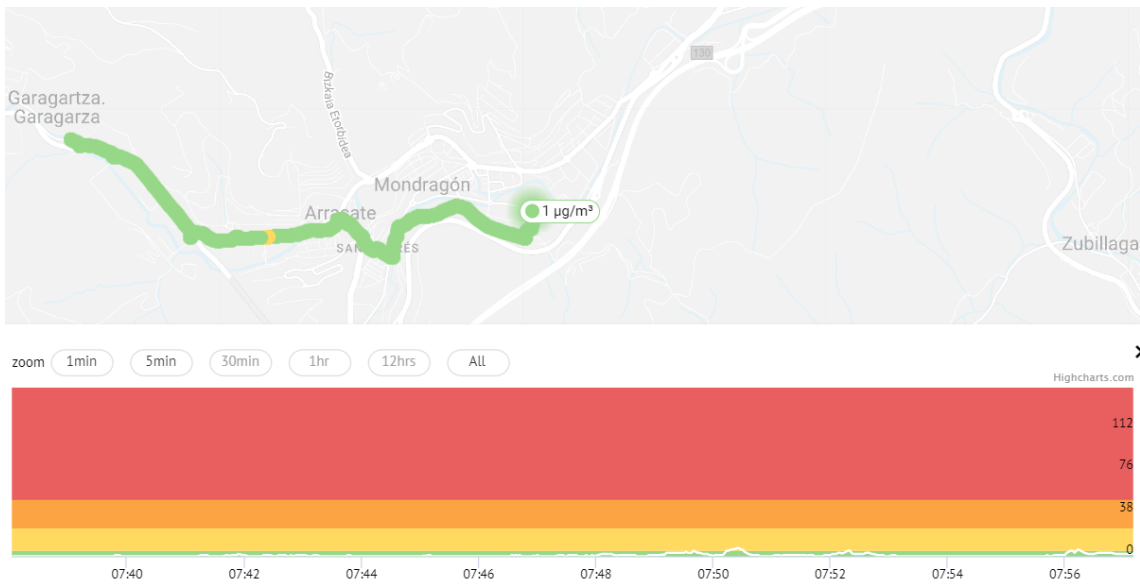 130
Garagartza.
Garagarza
Bizkaia Etorbidea
Mondragón
Arrasate
1 µg/m³
Zubillaga
zoom
1min
5min
30min
1hr
12hrs
All
Highcharts.com
112
76
38
0
07:40
07:42
07:44
07:46
07:48
07:50
07:52
07:54
07:56